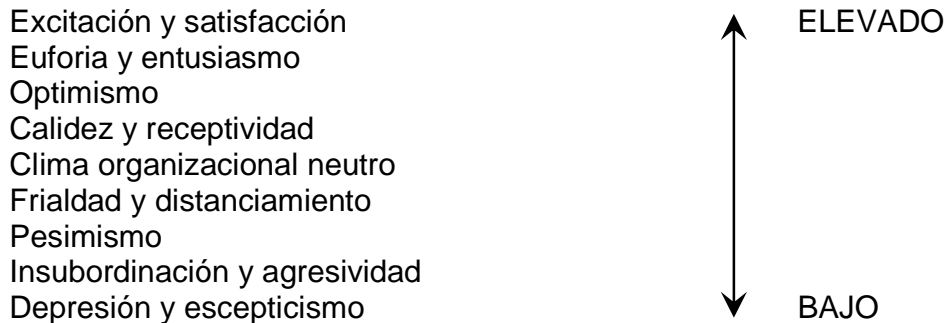 Excitación y satisfacción ELEVADO
Euforia y entusiasmo
Optimismo
Calidez y receptividad
Clima organizacional neutro
Frialdad y distanciamiento
Pesimismo
Insubordinación y agresividad
Depresión y escepticismo BAJO